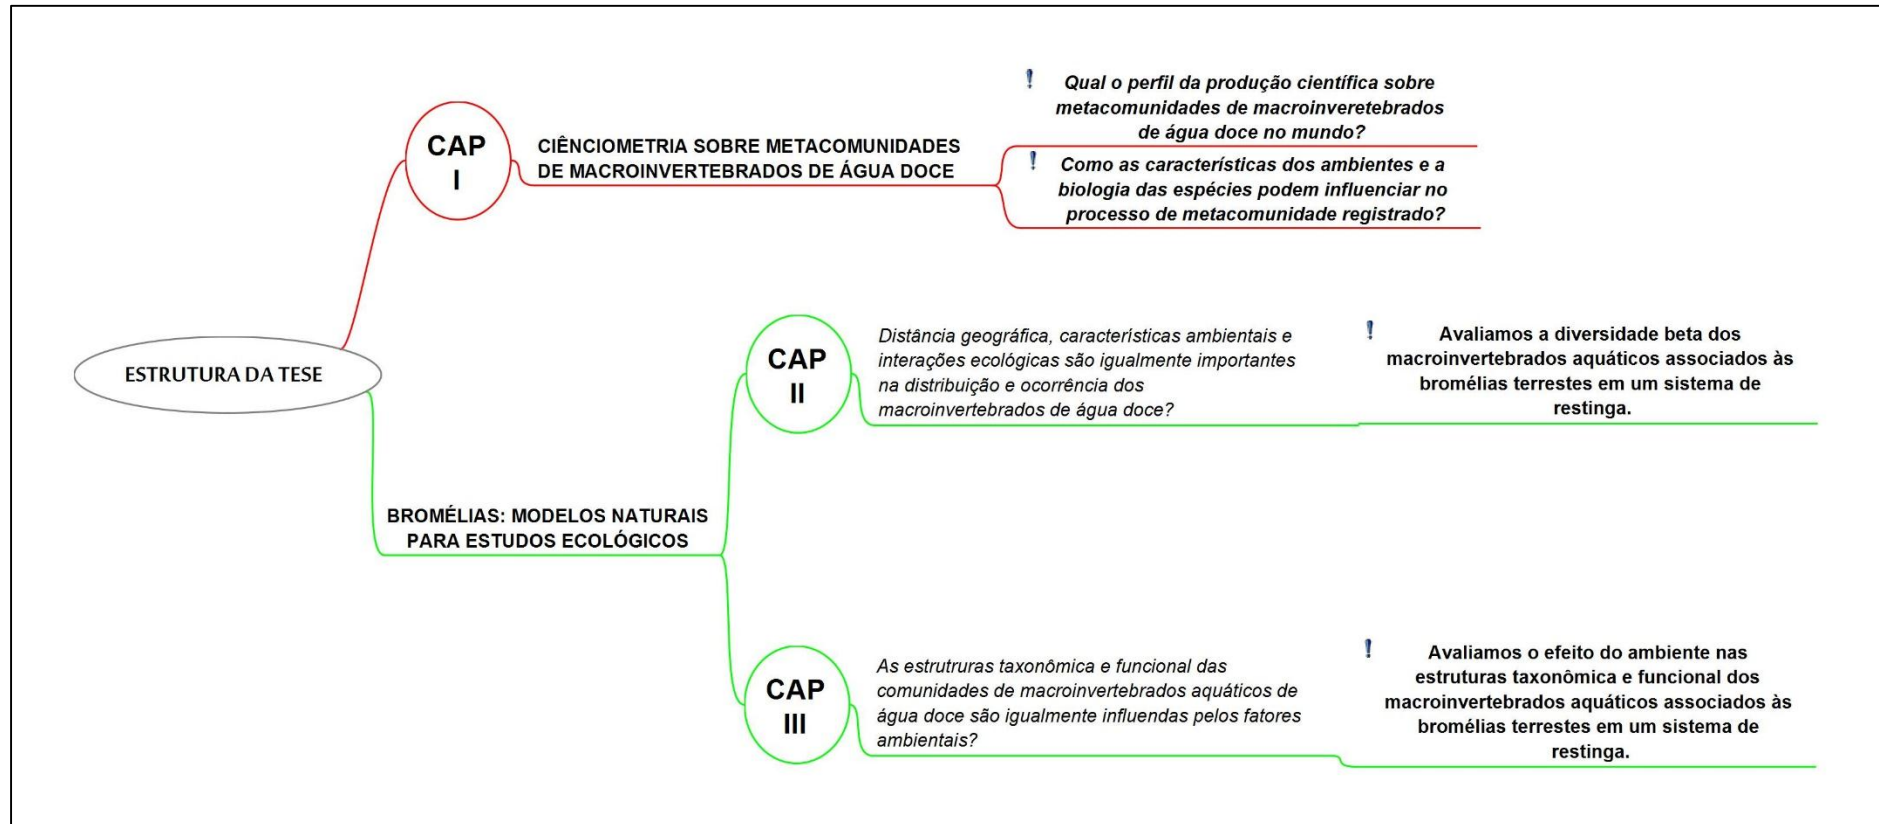 ESTRUTURA DA TESE
CAP
I
CIÊNCIOMETRIA SOBRE METACOMUNIDADES
DE MACROINVERTEBRADOS DE ÁGUA DOCE
Qual o perfil da produção científica sobre
metacomunidades de macroinveretebrados
de água doce no mundo?
Como as características dos ambientes e a
biologia das espécies podem influenciar no
processo de metacomunidade registrado?
BROMÉLIAS: MODELOS NATURAIS
PARA ESTUDOS ECOLÓGICOS
CAP
II
Distância geográfica, características ambientais e
interações ecológicas são igualmente importantes
na distribuição e ocorrência dos
macroinvertebrados de água doce?
Avaliamos a diversidade beta dos
macroinvertebrados aquáticos associados às
bromélias terrestes em um sistema de
restinga.
CAP
III
As estrutruras taxonômica e funcional das
comunidades de macroinvertebrados aquáticos de
água doce são igualmente influendas pelos fatores
ambientais?
Avaliamos o efeito do ambiente nas
estruturas taxonômica e funcional dos
macroinvertebrados aquáticos associados às
bromélias terrestes em um sistema de
restinga.